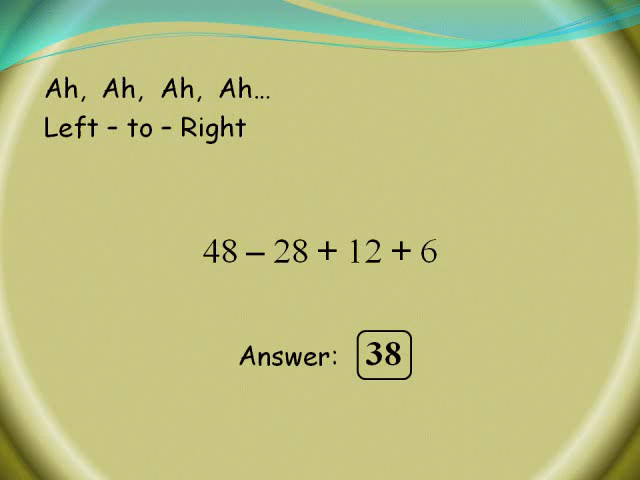 Ah, Ah, Ah, Ah…
Left – to – Right
48 – 28 + 12 + 6
Answer: 38